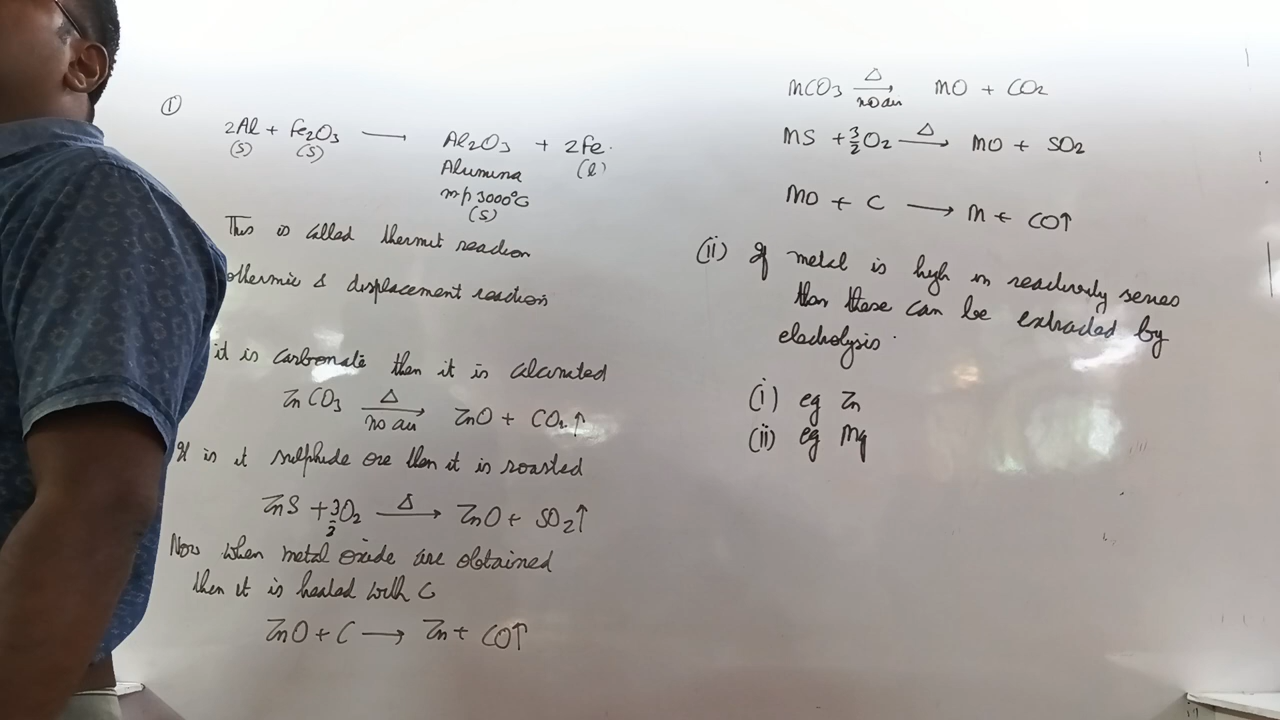 ①
2Al + Fe2O3 → Al2O3 + 2Fe.
(s) (s) (l)
Alumina
mp 3000°C
(s)
This is called thermit reaction
othermic & displacement reaction
it is carbonate then it is
ZnCO3 Δ→ ZnO + CO2↑
no air
If is it sulphide ore then it is roasted
ZnS + 3/2 O2 Δ→ ZnO + SO2↑
Now when metal oxide are obtained
then it is heated with C
ZnO + C → Zn + CO↑
MCO3 Δ→ MO + CO2
no air
MS + 3/2 O2 Δ→ MO + SO2
MO + C → M + CO↑
(ii) If metal is high in reactivity series
than these can be extracted by
electrolysis.
(i) eg Zn
(ii) eg Mg